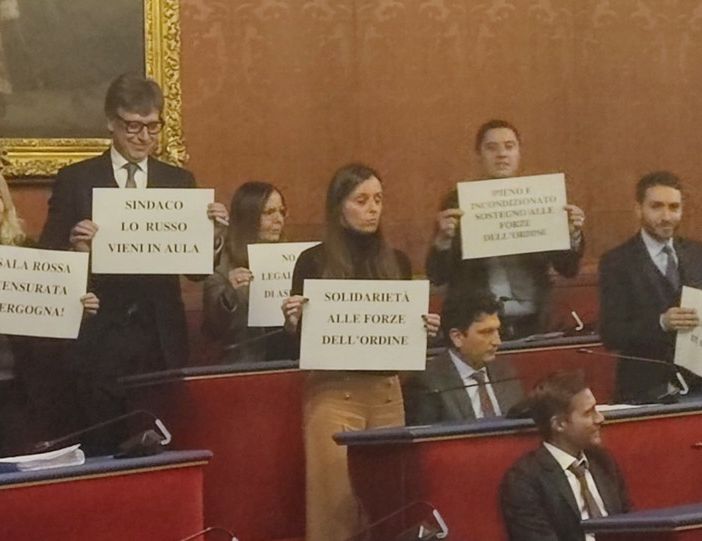 SALA ROSSA
CENSURATA
VERGOGNA!
SINDACO
LO RUSSO
VIENI IN AULA
NO
LEGAL
DI AS
SOLIDARIETÀ
ALLE FORZE
DELL'ORDINE
PIENO E
INCONDIZIONATO
SOSTEGNO ALLE
FORZE
DELL'ORDINE